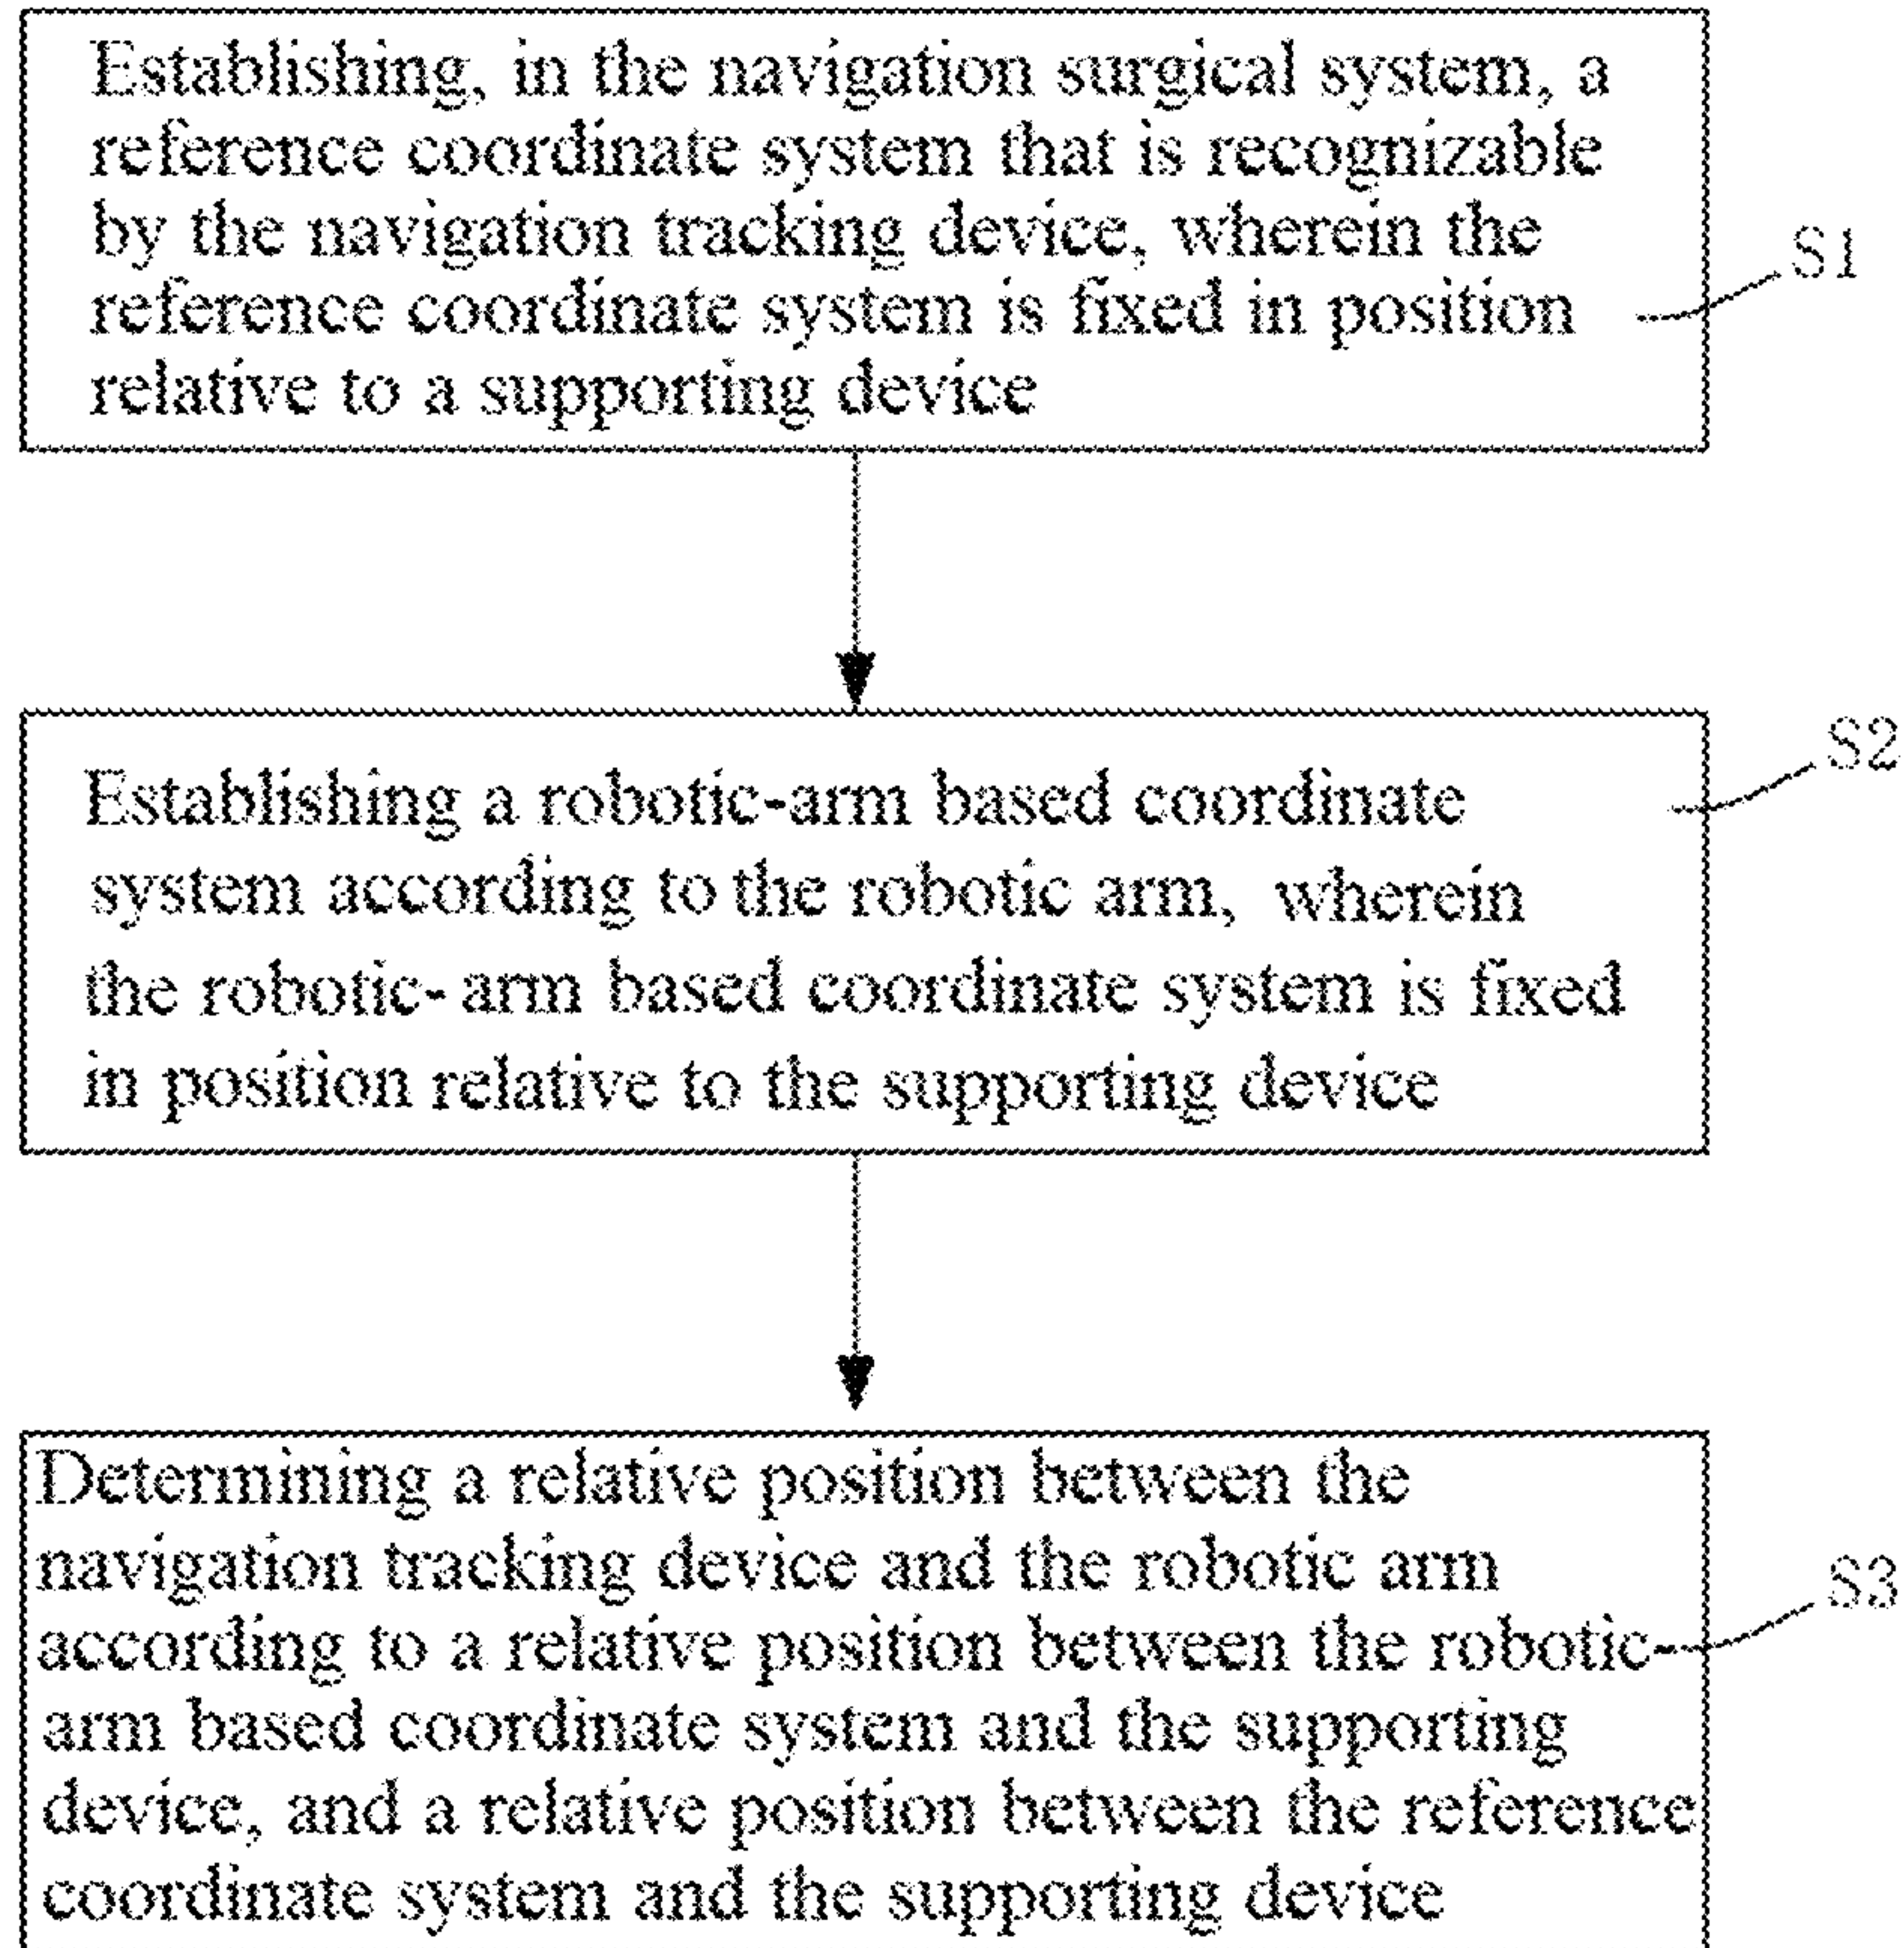 Establishing, in the navigation surgical system, a
reference coordinate system that is recognizable
by the navigation tracking device, wherein the
reference coordinate system is fixed in position
relative to a supporting device
S1
Establishing a robotic-arm based coordinate
system according to the robotic arm, wherein
the robotic- arm based coordinate system is fixed
in position relative to the supporting device
S2
Determining a relative position between the
navigation tracking device and the robotic arm
according to a relative position between the robotic-
arm based coordinate system and the supporting
device, and a relative position between the reference
coordinate system and the supporting device
S3